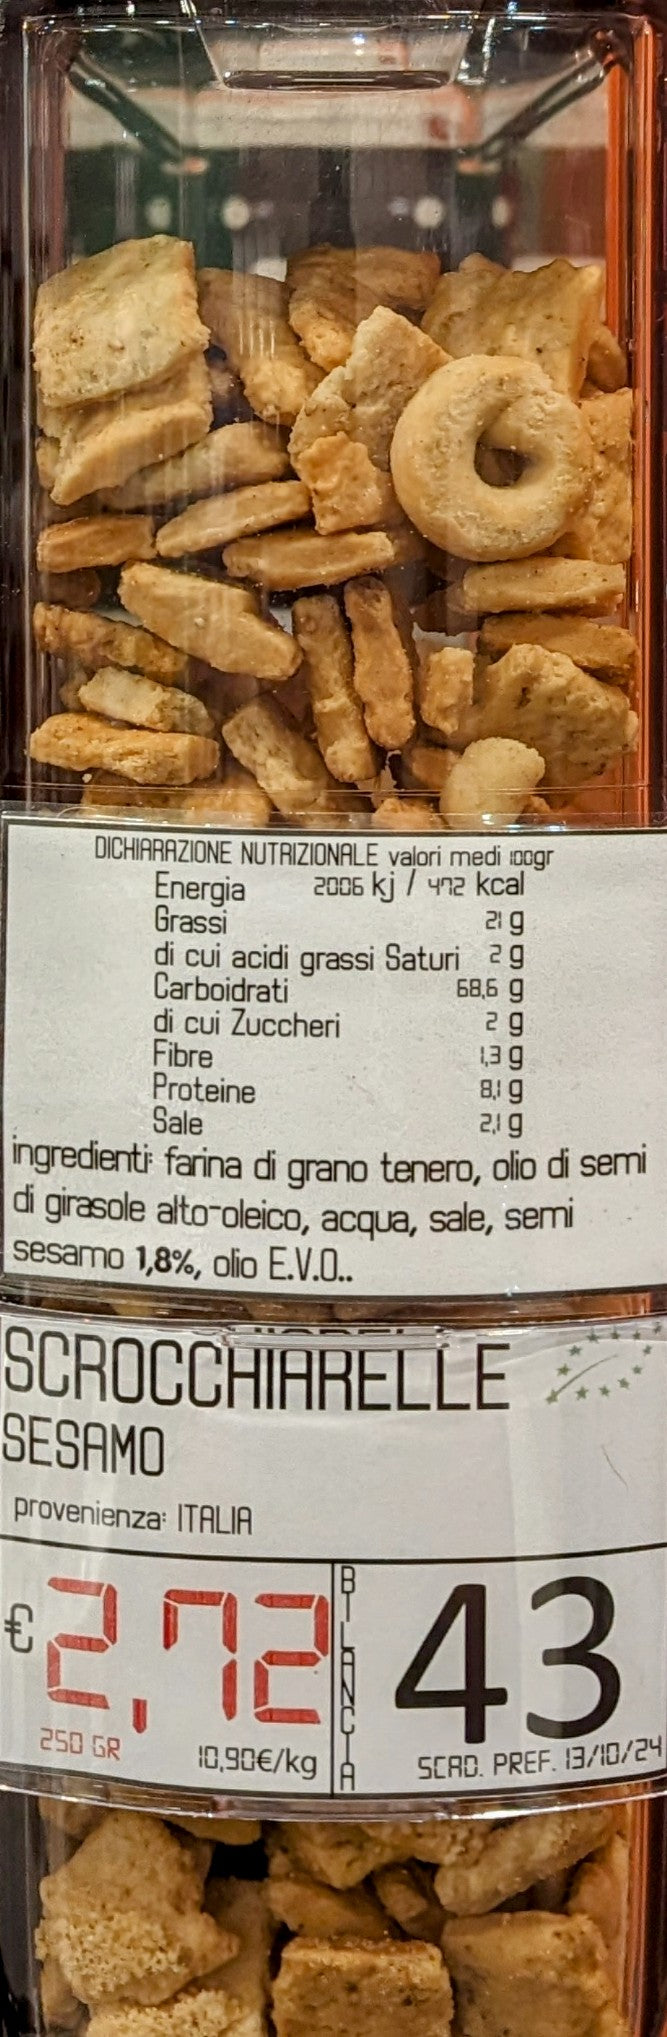 DICHIARAZIONE NUTRIZIONALE valori medi 100gr
Energia 2006 kj / 472 kcal
Grassi 21 g
di cui acidi grassi Saturi 2 g
Carboidrati 68,6 g
di cui Zuccheri 2 g
Fibre 1,3 g
Proteine 8,1 g
Sale 2,1 g
ingredienti: farina di grano tenero, olio di semi
di girasole alto-oleico, acqua, sale, semi
sesamo 1,8%, olio E.V.O..
SCROCCHIARELLE
SESAMO
provenienza: ITALIA
€ 2,72
250 GR 10,90€/kg
BILANCIA
43
SCAD. PREF. 13/10/24